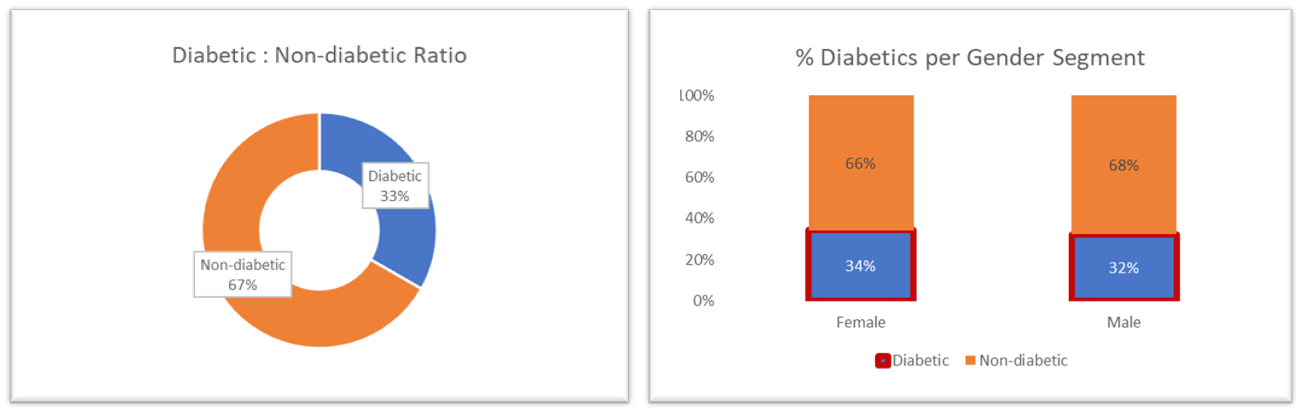 Diabetic : Non-diabetic Ratio
Diabetic
33%
Non-diabetic
67%
% Diabetics per Gender Segment
100%
80%
60%
40%
20%
0%
66%
68%
34%
32%
Female
Male
Diabetic
Non-diabetic